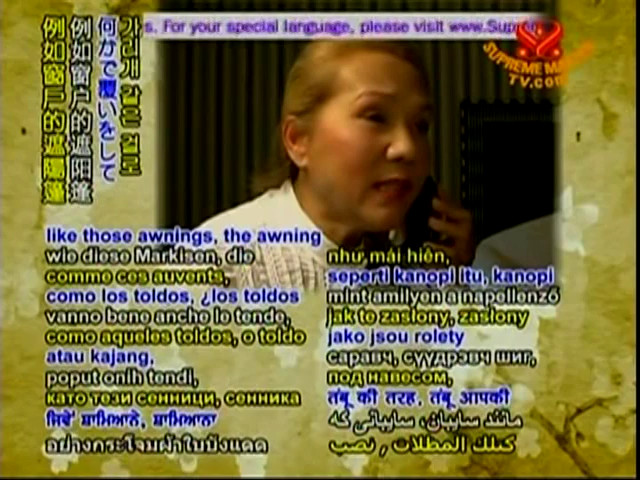 s. For your special language, please visit www.Sup
SUPREME MA
TV.com
가리개 같은 걸로
何かで覆いをして
例如窗户的遮阳篷
例如窗戶的遮陽篷
like those awnings, the awning
wie diese Markisen, die
comme ces auvents,
como los toldos, ¿los toldos
vanno bene anche le tende,
como aqueles toldos, o toldo
atau kajang,
poput onih tendi,
като тези сенници, сенника
ਜਿਵੇਂ ਸ਼ਾਮਿਆਨੇ, ਸ਼ਾਮਿਆਨਾ
อย่างกระโจมผ้าใบบังแดด
như mái hiên,
seperti kanopi itu, kanopi
mint amilyen a napellenző
jak te zasłony, zasłony
jako jsou rolety
саравч, сүүдрэвч шиг,
под навесом,
तंबू की तरह, तंबू आपकी
مانند سایبان، سایبانی که
كتلك المظلات , نصب